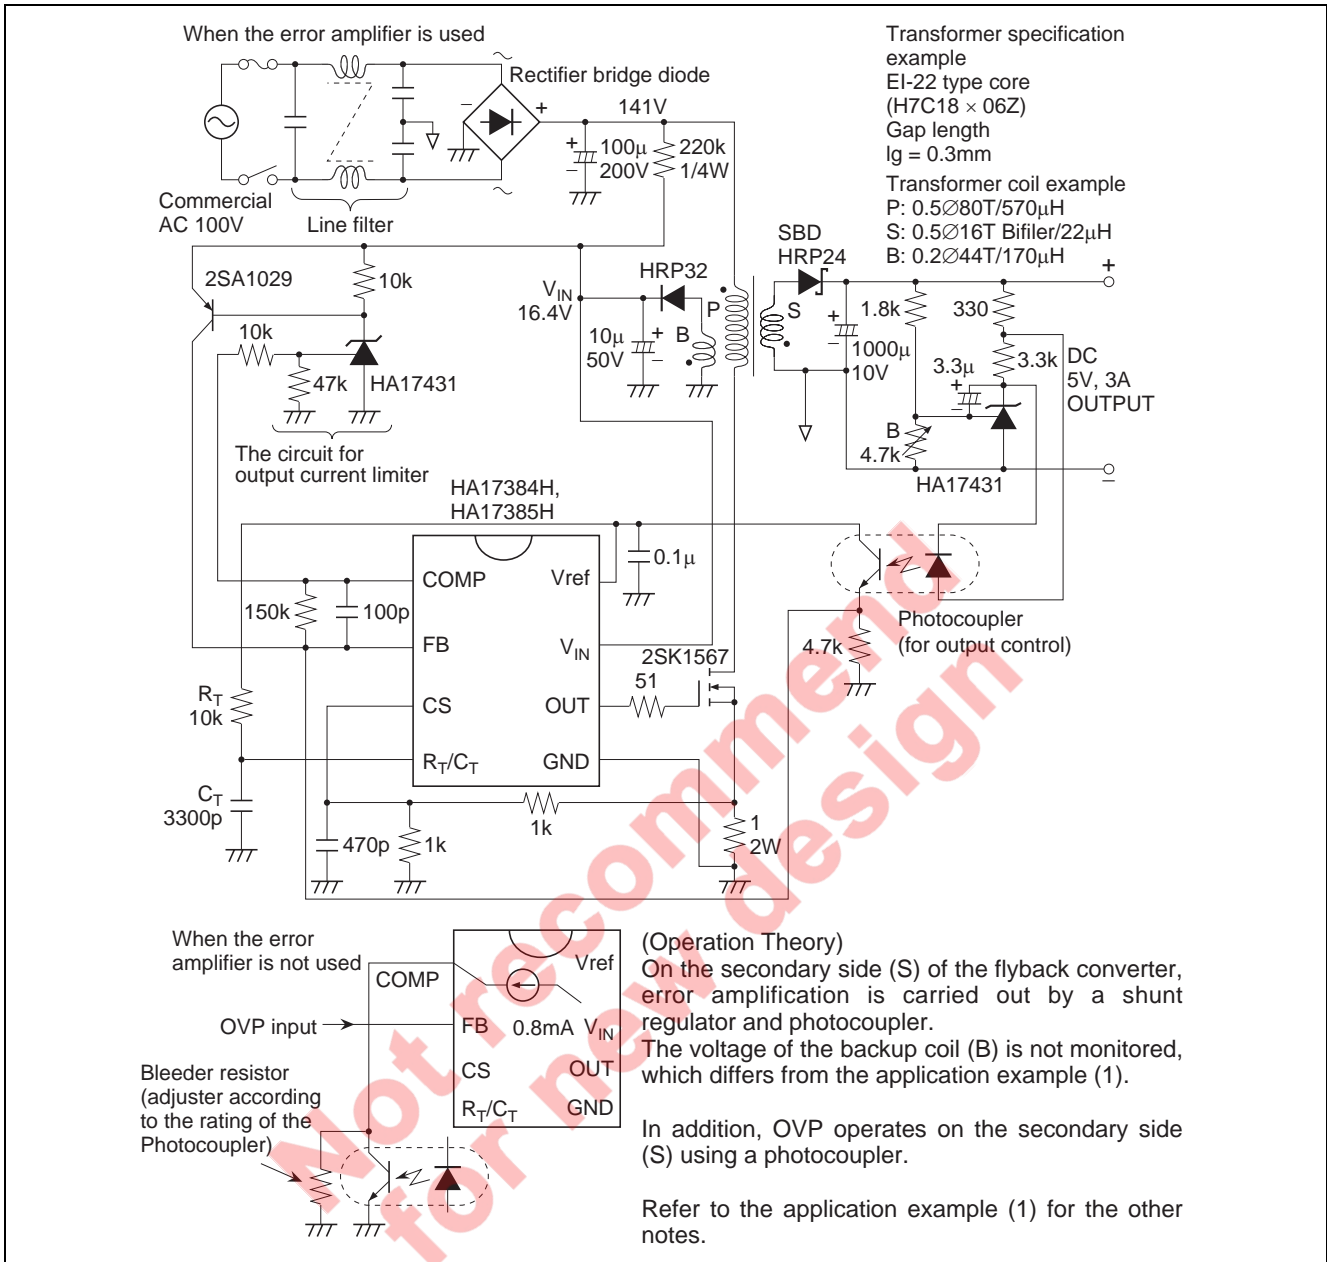 When the error amplifier is used
Rectifier bridge diode
141V
100μ
200V
220k
1/4W
Commercial
AC 100V
Line filter
Transformer specification
example
EI-22 type core
(H7C18 × 06Z)
Gap length
lg = 0.3mm
Transformer coil example
P: 0.5∅80T/570μH
S: 0.5∅16T Bifiler/22μH
B: 0.2∅44T/170μH
2SA1029
10k
10k
47k
HA17431
The circuit for
output current limiter
VIN
16.4V
HRP32
10μ
50V
B
P
S
SBD
HRP24
1000μ
10V
1.8k
330
3.3k
3.3μ
B
4.7k
HA17431
DC
5V, 3A
OUTPUT
+
−
HA17384H,
HA17385H
COMP
FB
CS
RT/CT
Vref
VIN
OUT
GND
0.1μ
150k
100p
RT
10k
CT
3300p
470p
1k
1k
51
2SK1567
1
2W
4.7k
Photocoupler
(for output control)
When the error
amplifier is not used
COMP
FB
CS
RT/CT
Vref
VIN
OUT
GND
0.8mA
OVP input
Bleeder resistor
(adjuster according
to the rating of the
Photocoupler)
(Operation Theory)
On the secondary side (S) of the flyback converter,
error amplification is carried out by a shunt
regulator and photocoupler.
The voltage of the backup coil (B) is not monitored,
which differs from the application example (1).
In addition, OVP operates on the secondary side
(S) using a photocoupler.
Refer to the application example (1) for the other
notes.
Not recommend
for new design